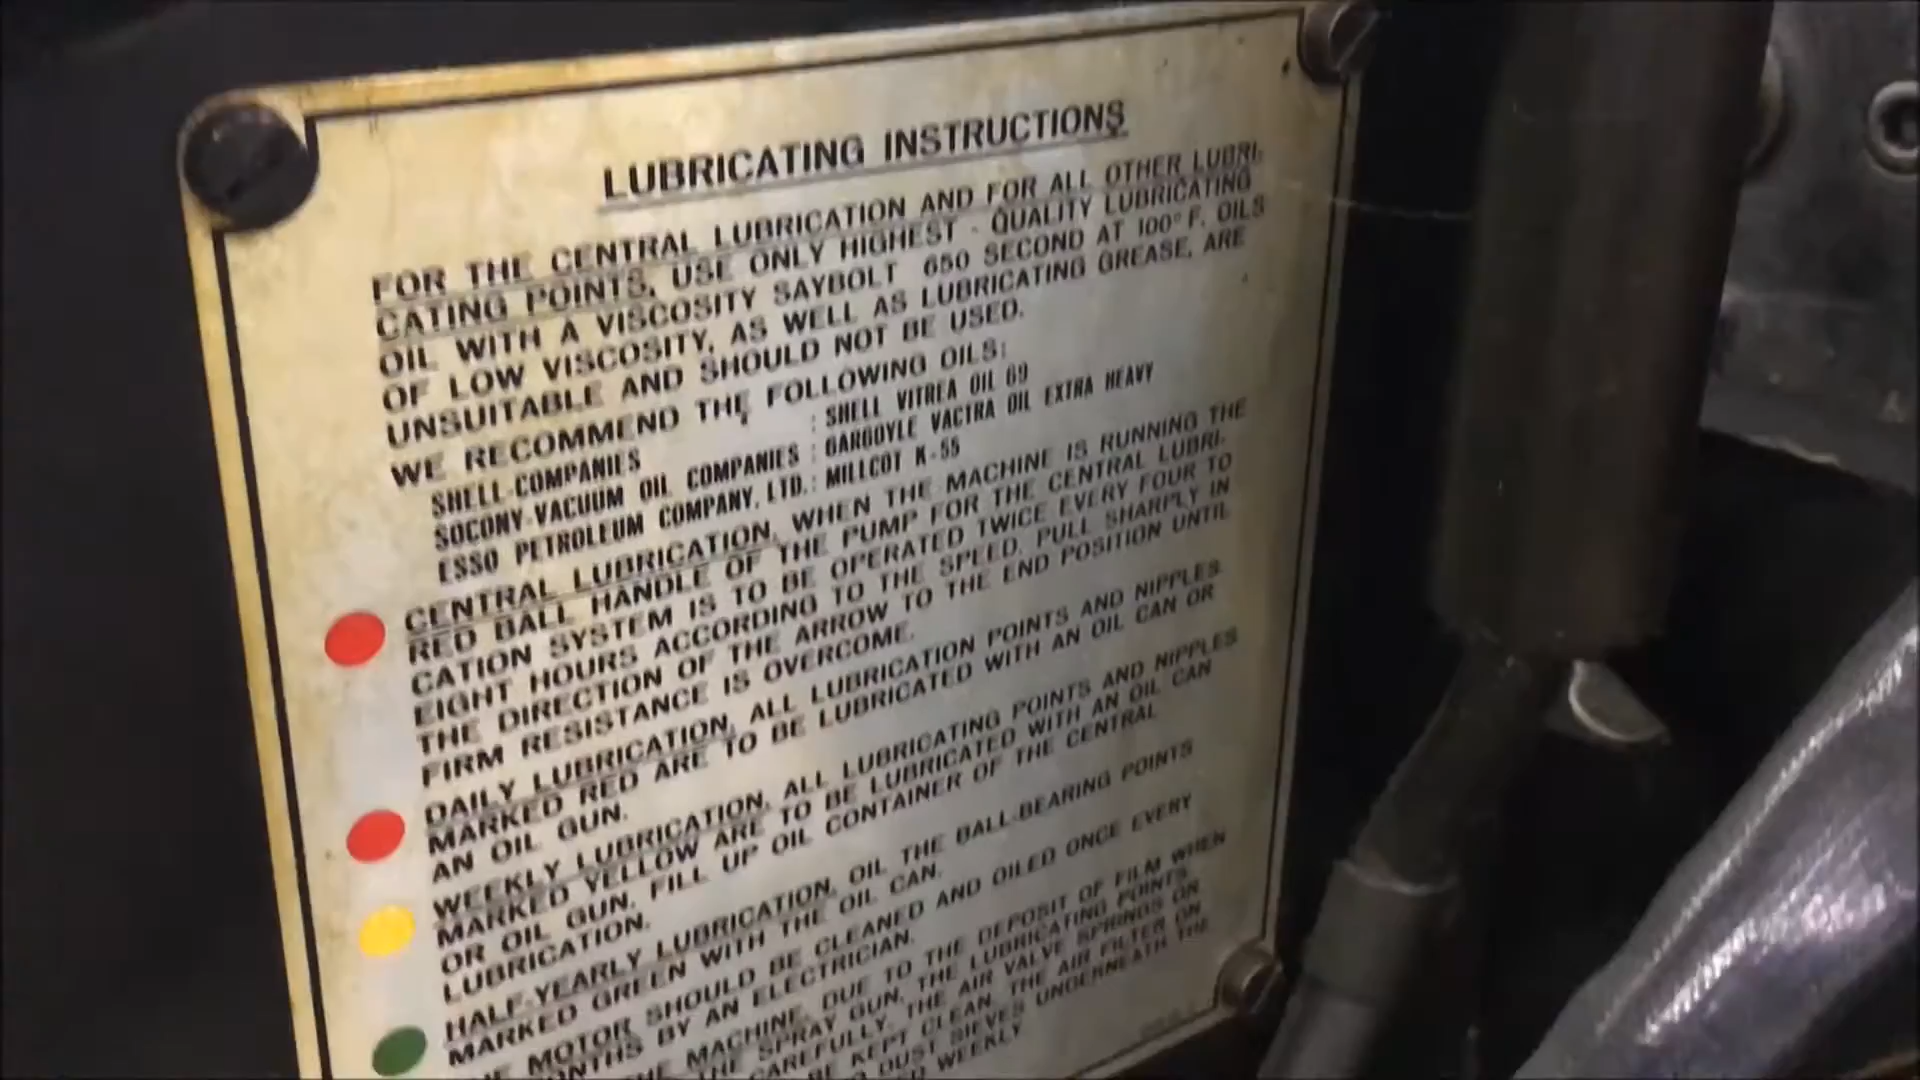 LUBRICATING INSTRUCTIONS
FOR THE CENTRAL LUBRICATION AND FOR ALL OTHER LUBRI-
CATING POINTS, USE ONLY HIGHEST - QUALITY LUBRICATING
OIL WITH A VISCOSITY SAYBOLT 650 SECOND AT 100° F. OILS
OF LOW VISCOSITY, AS WELL AS LUBRICATING GREASE, ARE
UNSUITABLE AND SHOULD NOT BE USED.
WE RECOMMEND THE FOLLOWING OILS:
SHELL-COMPANIES : SHELL VITREA OIL 69
SOCONY-VACUUM OIL COMPANIES : GARGOYLE VACTRA OIL EXTRA HEAVY
ESSO PETROLEUM COMPANY, LTD.: MILLCOT K-55
CENTRAL LUBRICATION, WHEN THE MACHINE IS RUNNING THE
RED BALL HANDLE OF THE PUMP FOR THE CENTRAL LUBRI-
CATION SYSTEM IS TO BE OPERATED TWICE EVERY FOUR TO
EIGHT HOURS ACCORDING TO THE SPEED. PULL SHARPLY IN
THE DIRECTION OF THE ARROW TO THE END POSITION UNTIL
FIRM RESISTANCE IS OVERCOME.
DAILY LUBRICATION, ALL LUBRICATION POINTS AND NIPPLES
MARKED RED ARE TO BE LUBRICATED WITH AN OIL CAN OR
AN OIL GUN.
WEEKLY LUBRICATION, ALL LUBRICATING POINTS AND NIPPLES
MARKED YELLOW ARE TO BE LUBRICATED WITH AN OIL CAN
OR OIL GUN. FILL UP OIL CONTAINER OF THE CENTRAL
LUBRICATION.
HALF-YEARLY LUBRICATION, OIL THE BALL-BEARING POINTS
MARKED GREEN WITH THE OIL CAN.
MOTOR SHOULD BE CLEANED AND OILED ONCE EVERY
MONTHS BY AN ELECTRICIAN.
THE MACHINE, DUE TO THE DEPOSIT OF FILM WHEN
THE SPRAY GUN, THE LUBRICATING POINTS
CAREFULLY. THE AIR VALVE SPRINGS OR
BE KEPT CLEAN. THE AIR FILTER ON
DUST SIEVES UNDERNEATH THE
WEEKLY